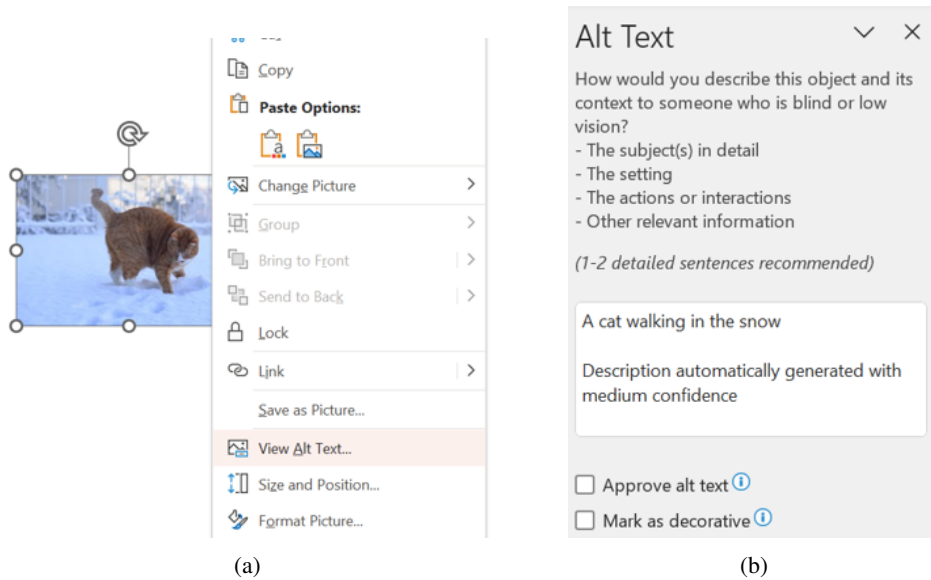 Copy
Paste Options:
a
Change Picture
Group
Bring to Front
Send to Back
Lock
Link
Save as Picture...
View Alt Text...
Size and Position...
Format Picture...
(a)
Alt Text
How would you describe this object and its
context to someone who is blind or low
vision?
- The subject(s) in detail
- The setting
- The actions or interactions
- Other relevant information
(1-2 detailed sentences recommended)
A cat walking in the snow
Description automatically generated with
medium confidence
Approve alt text
Mark as decorative
(b)